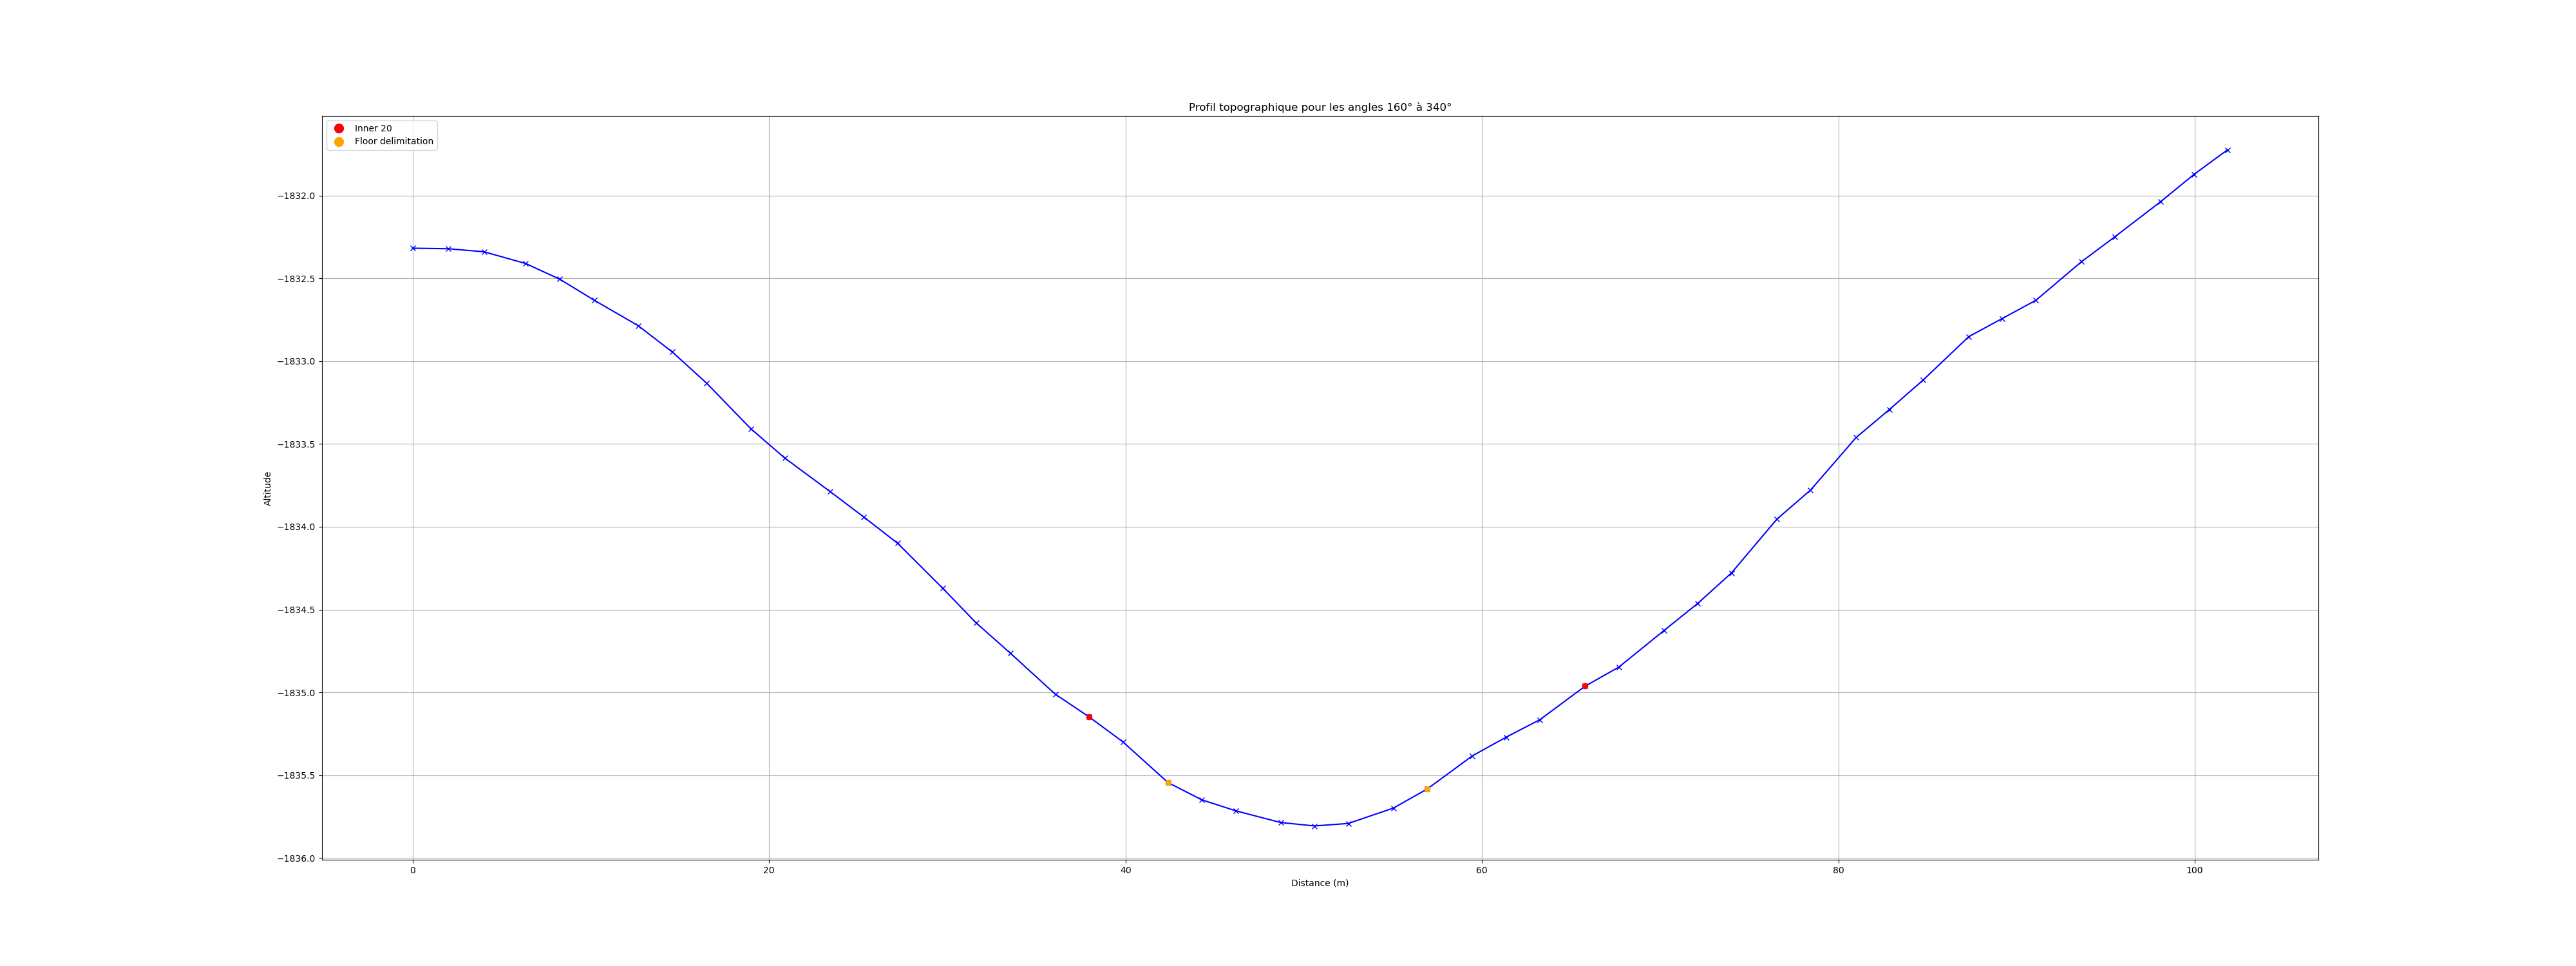 Profil topographique pour les angles 160° à 340°
Inner 20
Floor delimitation
Altitude
−1832.0
−1832.5
−1833.0
−1833.5
−1834.0
−1834.5
−1835.0
−1835.5
−1836.0
0 20 40 60 80 100
Distance (m)